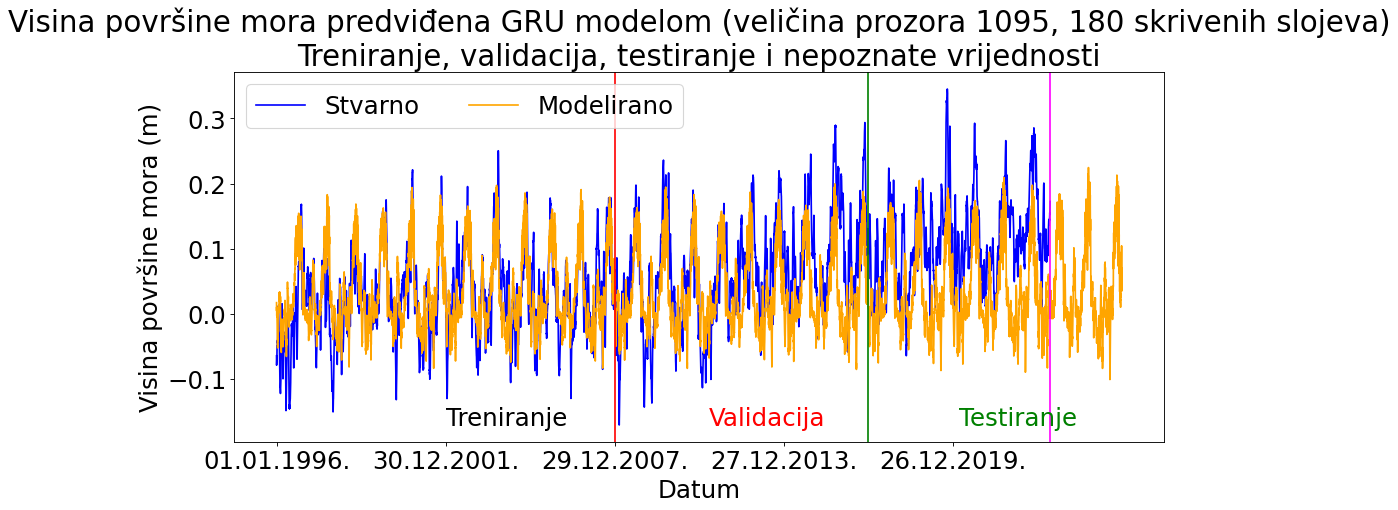 Visina površine mora predviđena GRU modelom (veličina prozora 1095, 180 skrivenih slojeva)
Treniranje, validacija, testiranje i nepoznate vrijednosti
Stvarno Modelirano
Visina površine mora (m)
0.3
0.2
0.1
0.0
−0.1
Treniranje Validacija Testiranje
01.01.1996. 30.12.2001. 29.12.2007. 27.12.2013. 26.12.2019.
Datum